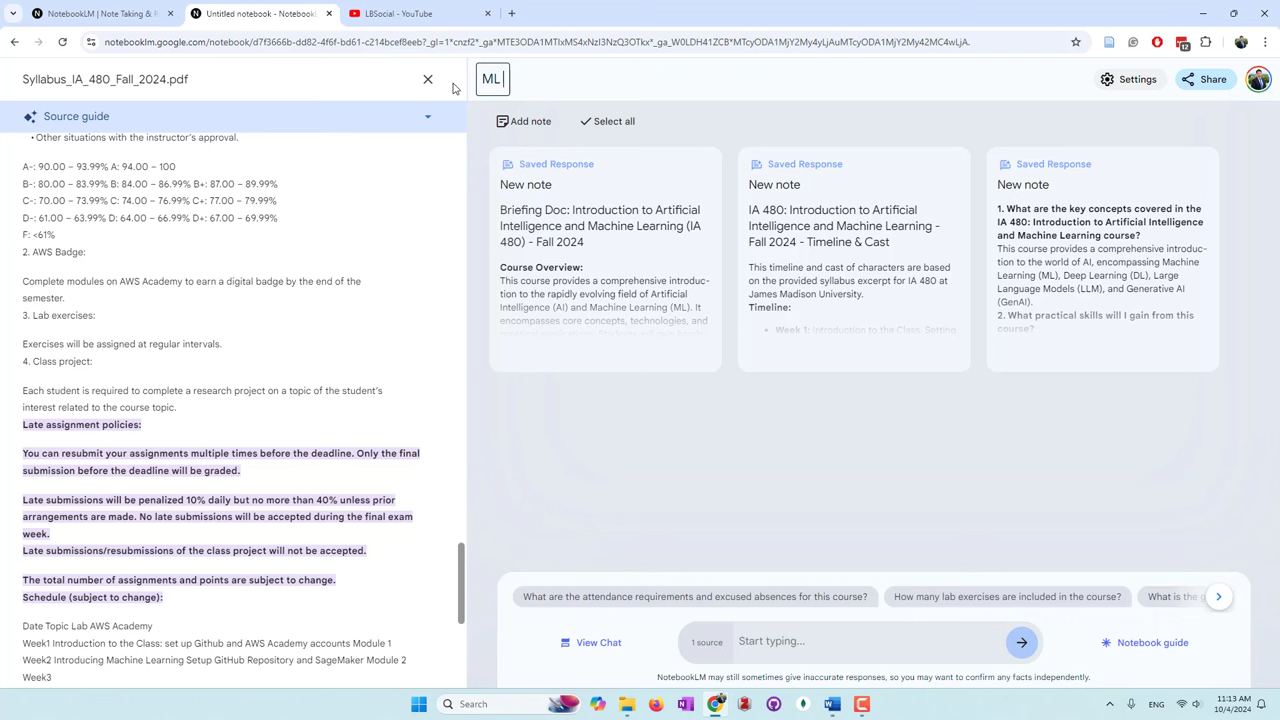 NotebookLM | Note Taking & R
Untitled notebook - NotebookL
LBSocial - YouTube
notebooklm.google.com/notebook/d7f3666b-dd82-4f6f-bd61-c214bcef8eeb?_gl=1*cnzf2*_ga*MTE3ODA1MTIxMS4xNzI3NzQ3OTkx*_ga_W0LDH41ZCB*MTcyODA1MjY2My4yLjAuMTcyODA1MjY2My42MC4wLjA.
12
Syllabus_IA_480_Fall_2024.pdf
ML
Settings
Share
Source guide
Add note
Select all
• Other situations with the instructor's approval.
A-: 90.00 – 93.99% A: 94.00 – 100
B-: 80.00 – 83.99% B: 84.00 – 86.99% B+: 87.00 – 89.99%
C-: 70.00 – 73.99% C: 74.00 – 76.99% C+: 77.00 – 79.99%
D-: 61.00 – 63.99% D: 64.00 – 66.99% D+: 67.00 – 69.99%
F: <61%
2. AWS Badge:
Complete modules on AWS Academy to earn a digital badge by the end of the
semester.
3. Lab exercises:
Exercises will be assigned at regular intervals.
4. Class project:
Each student is required to complete a research project on a topic of the student's
interest related to the course topic.
Late assignment policies:
You can resubmit your assignments multiple times before the deadline. Only the final
submission before the deadline will be graded.
Late submissions will be penalized 10% daily but no more than 40% unless prior
arrangements are made. No late submissions will be accepted during the final exam
week.
Late submissions/resubmissions of the class project will not be accepted.
The total number of assignments and points are subject to change.
Schedule (subject to change):
Date Topic Lab AWS Academy
Week1 Introduction to the Class: set up Github and AWS Academy accounts Module 1
Week2 Introducing Machine Learning Setup GitHub Repository and SageMaker Module 2
Week3
Saved Response
New note
Briefing Doc: Introduction to Artificial
Intelligence and Machine Learning (IA
480) - Fall 2024
Course Overview:
This course provides a comprehensive introduc-
tion to the rapidly evolving field of Artificial
Intelligence (AI) and Machine Learning (ML). It
encompasses core concepts, technologies, and
Saved Response
New note
IA 480: Introduction to Artificial
Intelligence and Machine Learning -
Fall 2024 - Timeline & Cast
This timeline and cast of characters are based
on the provided syllabus excerpt for IA 480 at
James Madison University.
Timeline:
• Week 1: Introduction to the Class: Setting
Saved Response
New note
1. What are the key concepts covered in the
IA 480: Introduction to Artificial Intelligence
and Machine Learning course?
This course provides a comprehensive introduc-
tion to the world of AI, encompassing Machine
Learning (ML), Deep Learning (DL), Large
Language Models (LLM), and Generative AI
(GenAI).
2. What practical skills will I gain from this
course?
What are the attendance requirements and excused absences for this course?
How many lab exercises are included in the course?
What is the g
View Chat
1 source
Start typing...
Notebook guide
NotebookLM may still sometimes give inaccurate responses, so you may want to confirm any facts independently.
Search
ENG
11:13 AM
10/4/2024